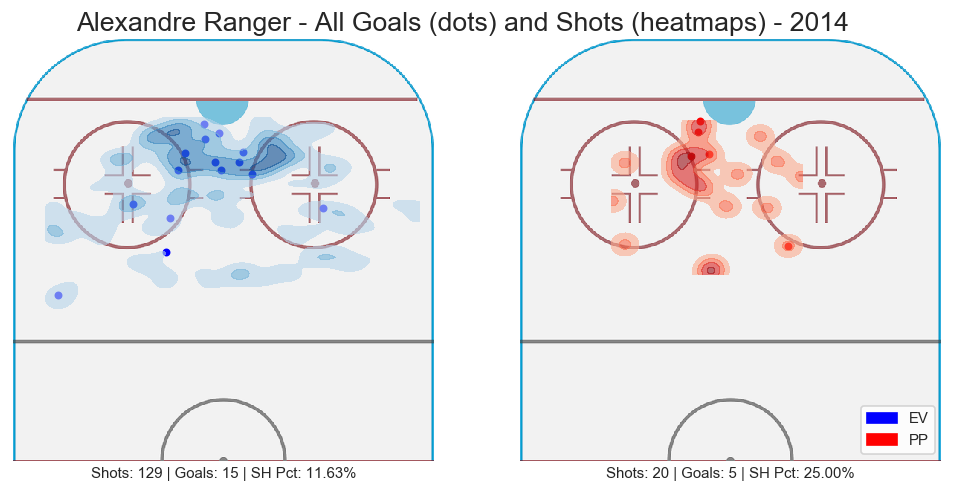 Alexandre Ranger - All Goals (dots) and Shots (heatmaps) - 2014
EV
PP
Shots: 129 | Goals: 15 | SH Pct: 11.63%
Shots: 20 | Goals: 5 | SH Pct: 25.00%